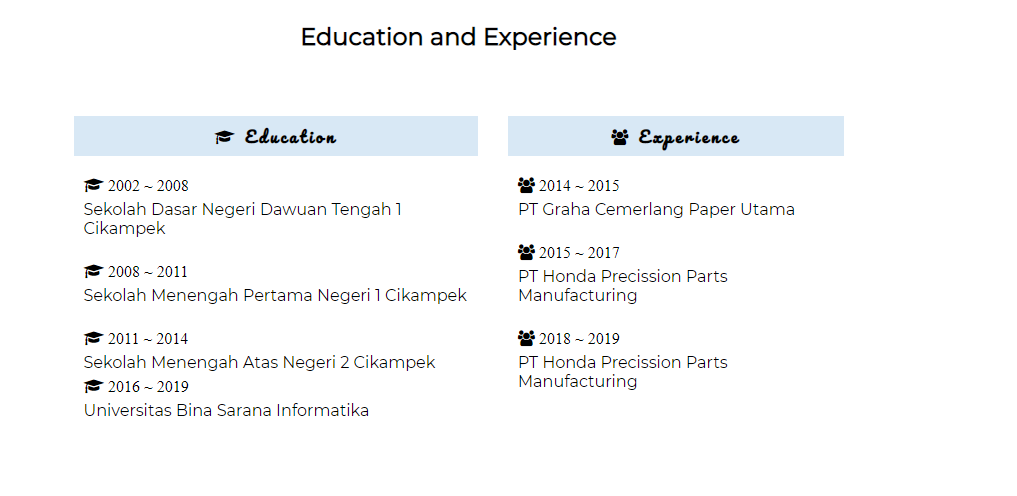 Education and Experience
Education
2002 ~ 2008
Sekolah Dasar Negeri Dawuan Tengah 1
Cikampek
2008 ~ 2011
Sekolah Menengah Pertama Negeri 1 Cikampek
2011 ~ 2014
Sekolah Menengah Atas Negeri 2 Cikampek
2016 ~ 2019
Universitas Bina Sarana Informatika
Experience
2014 ~ 2015
PT Graha Cemerlang Paper Utama
2015 ~ 2017
PT Honda Precission Parts
Manufacturing
2018 ~ 2019
PT Honda Precission Parts
Manufacturing